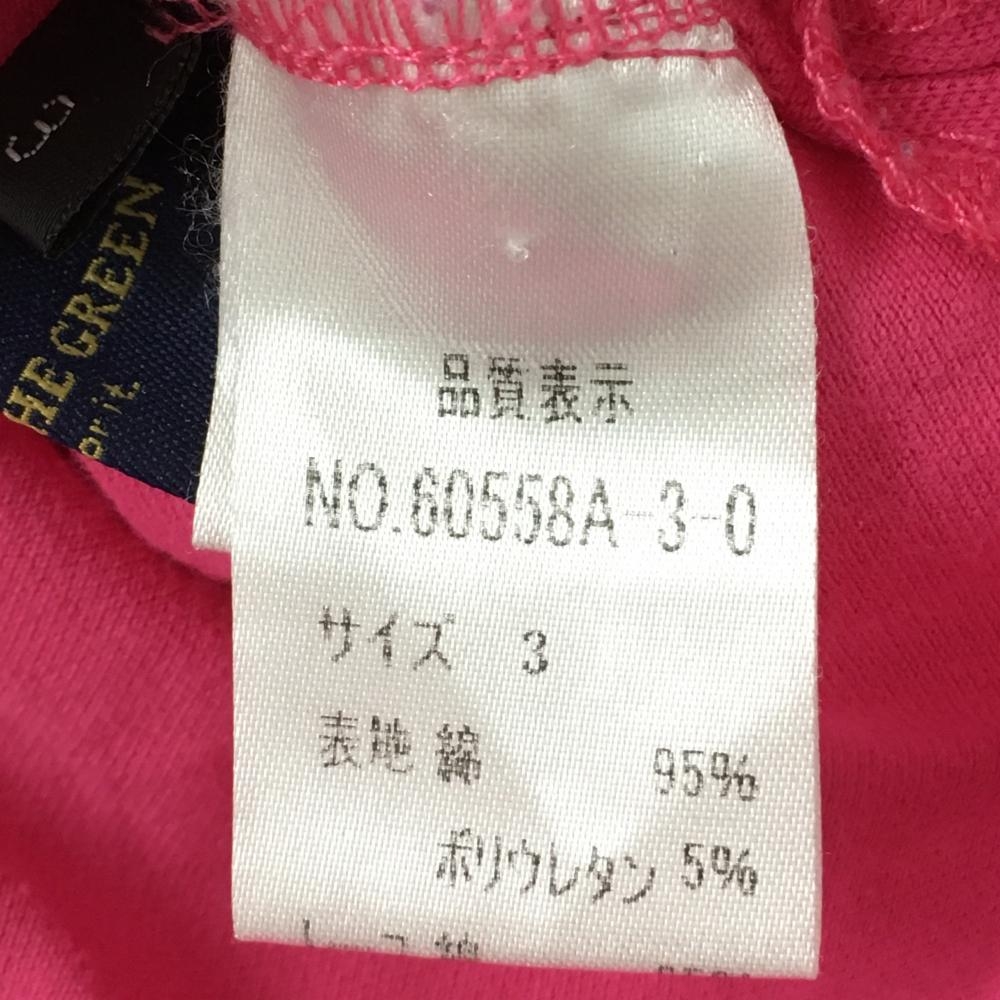 HE GREEN
品質表示
NO.60558A-3-0
サイズ 3
表地 綿 95%
ポリウレタン 5%